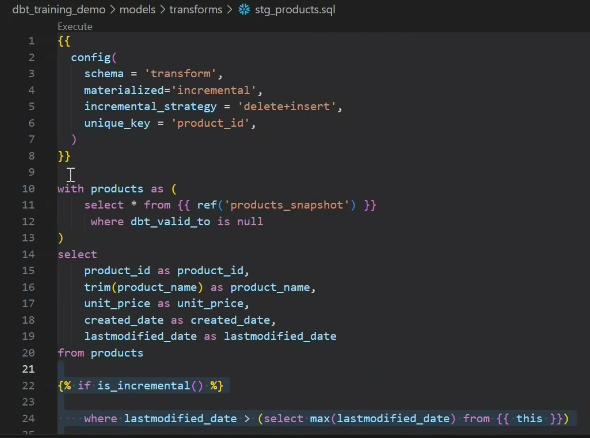 dbt_training_demo > models > transforms > stg_products.sql
Execute
1 {{
2 config(
3 schema = 'transform',
4 materialized='incremental',
5 incremental_strategy = 'delete+insert',
6 unique_key = 'product_id',
7 )
8 }}
9
10 with products as (
11 select * from {{ ref('products_snapshot') }}
12 where dbt_valid_to is null
13 )
14 select
15 product_id as product_id,
16 trim(product_name) as product_name,
17 unit_price as unit_price,
18 created_date as created_date,
19 lastmodified_date as lastmodified_date
20 from products
21
22 {% if is_incremental() %}
23
24 where lastmodified_date > (select max(lastmodified_date) from {{ this }})